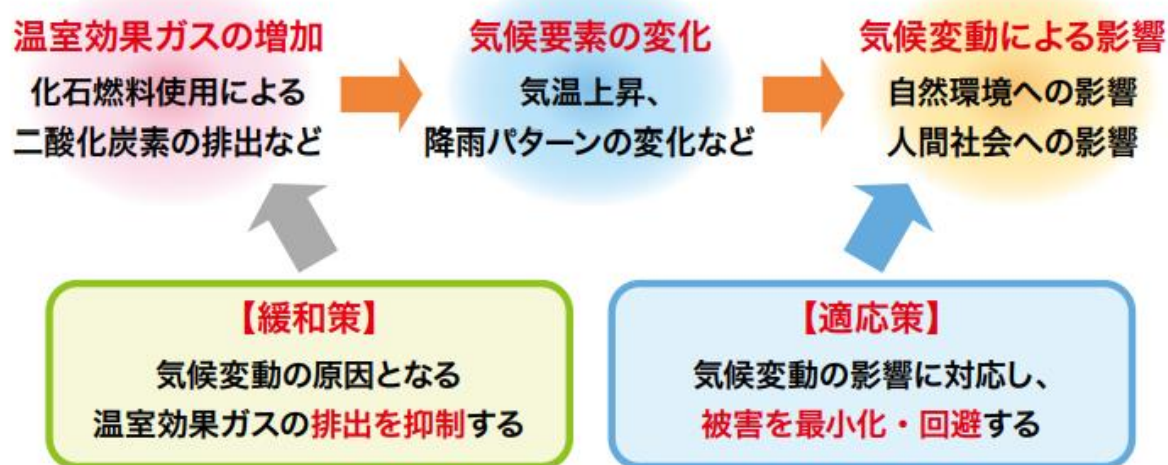 温室効果ガスの増加
化石燃料使用による
二酸化炭素の排出など
気候要素の変化
気温上昇、
降雨パターンの変化など
気候変動による影響
自然環境への影響
人間社会への影響
【緩和策】
気候変動の原因となる
温室効果ガスの排出を抑制する
【適応策】
気候変動の影響に対応し、
被害を最小化・回避する